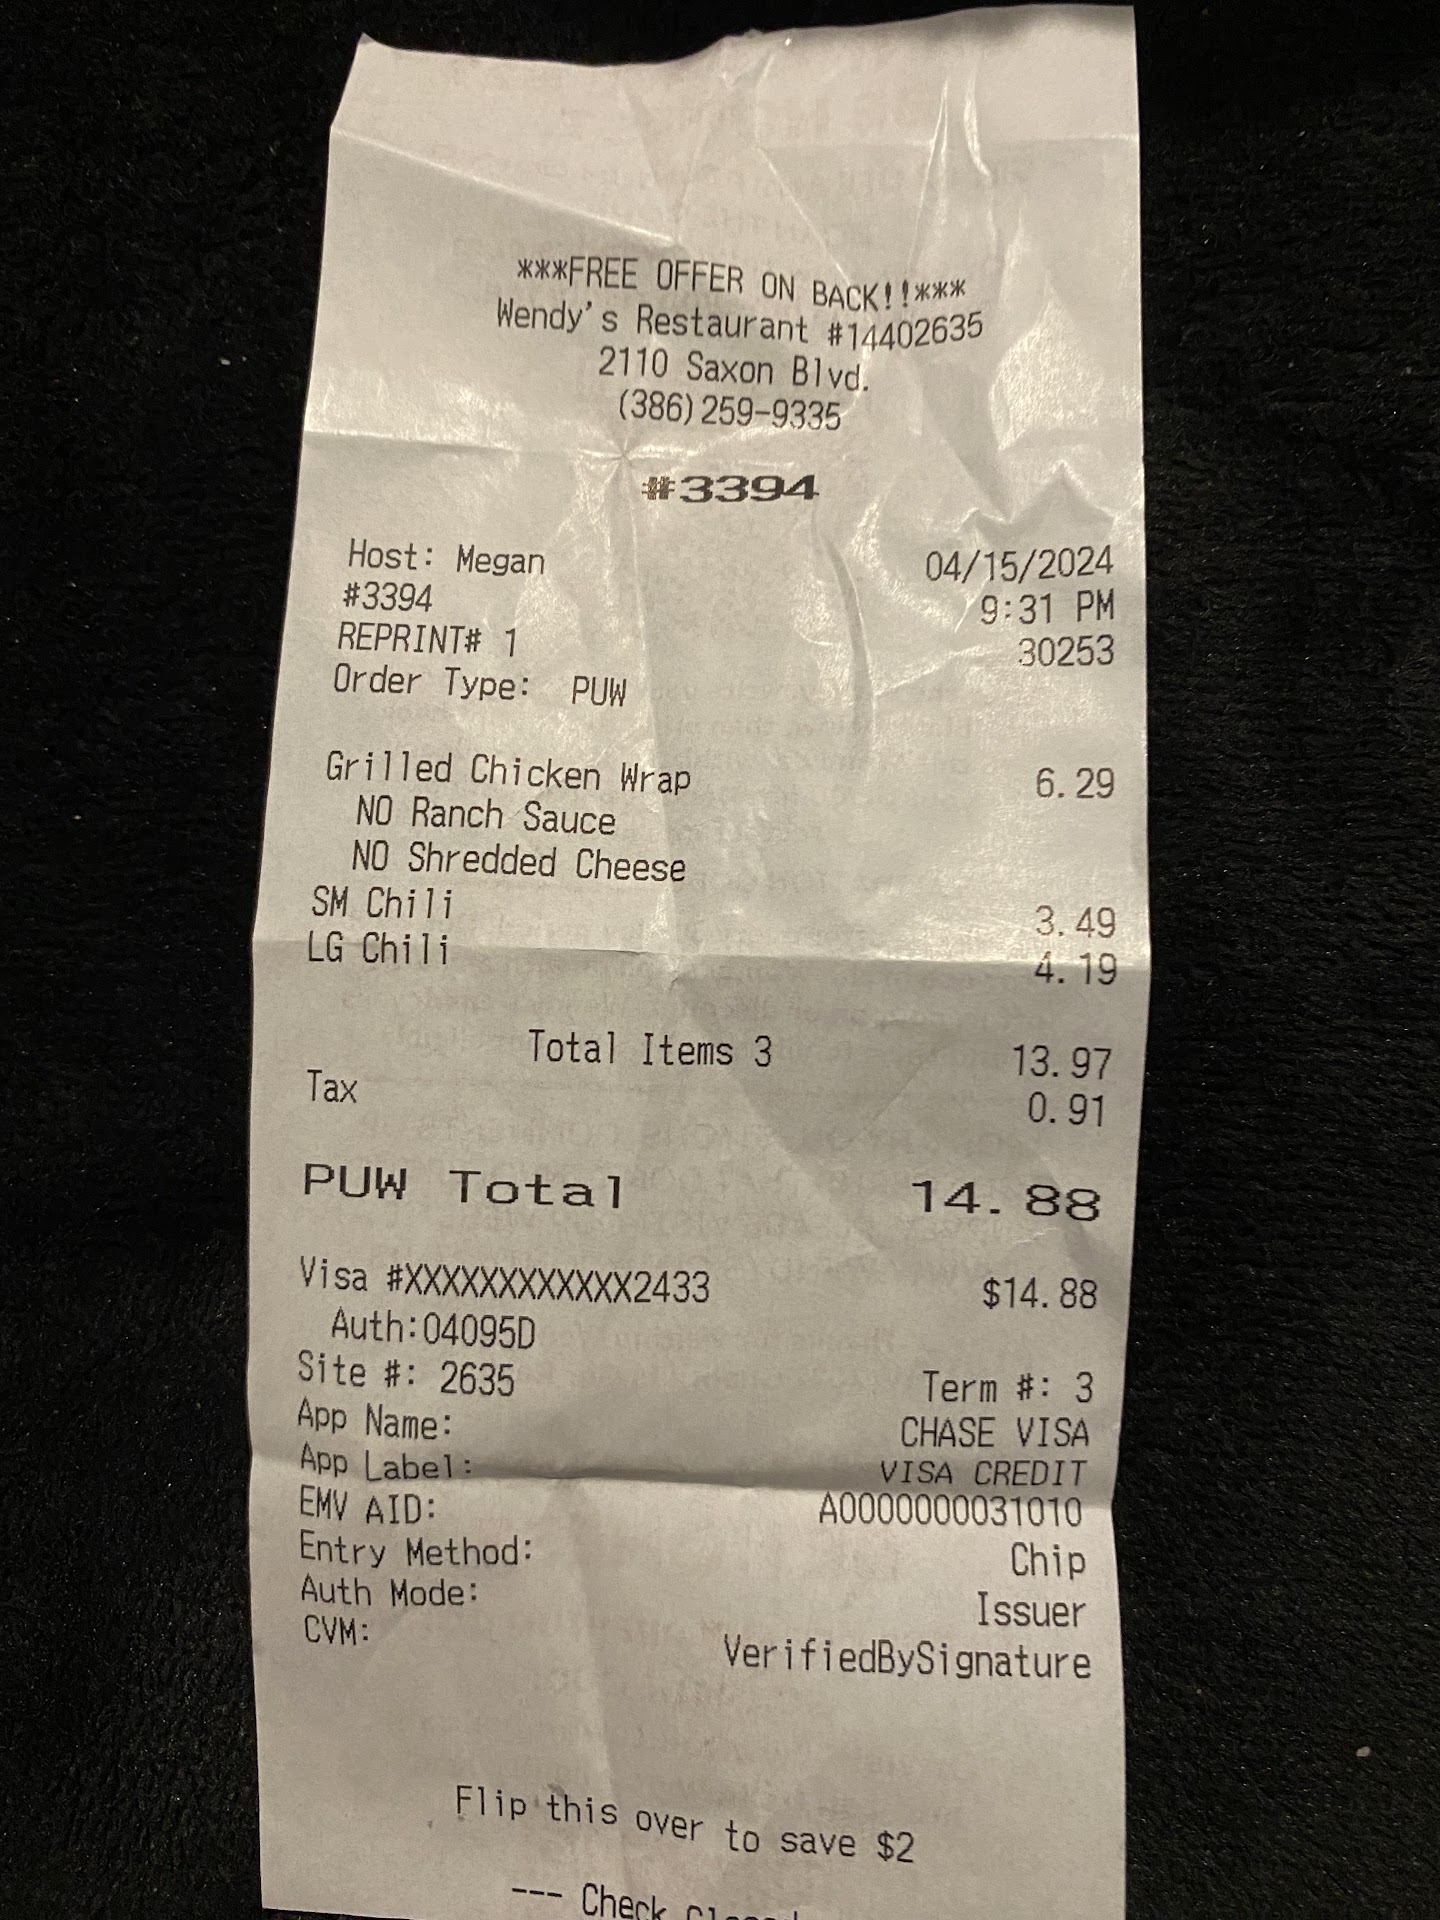 ***FREE OFFER ON BACK!!***
Wendy's Restaurant #14402635
2110 Saxon Blvd.
(386)259-9335
#3394
Host: Megan 04/15/2024
#3394 9:31 PM
REPRINT# 1 30253
Order Type: PUW
Grilled Chicken Wrap 6.29
NO Ranch Sauce
NO Shredded Cheese
SM Chili 3.49
LG Chili 4.19
Total Items 3 13.97
Tax 0.91
PUW Total 14.88
Visa #XXXXXXXXXXXX2433 $14.88
Auth:04095D
Site #: 2635 Term #: 3
App Name: CHASE VISA
App Label: VISA CREDIT
EMV AID: A0000000031010
Entry Method: Chip
Auth Mode: Issuer
CVM: VerifiedBySignature
Flip this over to save $2
--- Check Closed